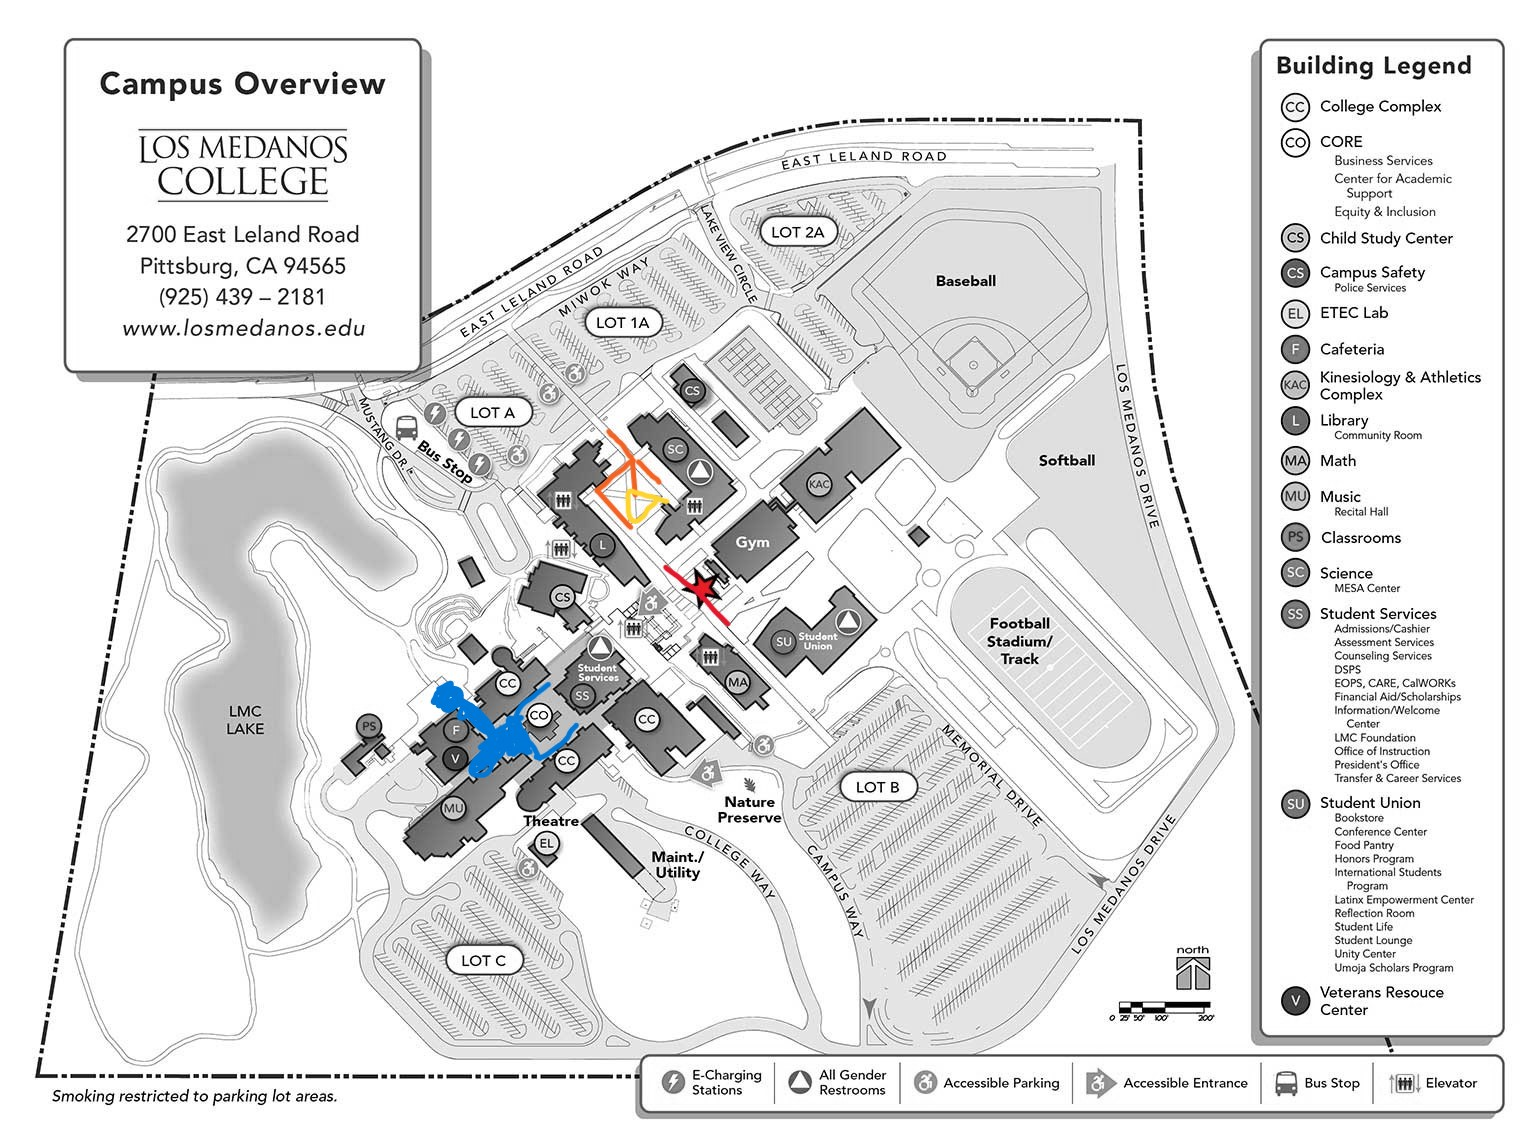 Campus Overview
LOS MEDANOS
COLLEGE
2700 East Leland Road
Pittsburg, CA 94565
(925) 439 – 2181
www.losmedanos.edu
EAST LELAND ROAD
LOT 2A
LAKE VIEW CIRCLE
EAST LELAND ROAD
MIWOK WAY
LOT 1A
Baseball
LOT A
MUSTANG DR.
Bus Stop
CS
SC
KAC
Softball
LOS MEDANOS DRIVE
L
Gym
CS
SU
Student
Union
Football
Stadium/
Track
Student
Services
SS
MA
CC
CO
CC
CC
F
V
PS
MU
LMC
LAKE
Theatre
EL
Maint./
Utility
Nature
Preserve
LOT B
MEMORIAL DRIVE
COLLEGE WAY
CAMPUS WAY
LOS MEDANOS DRIVE
LOT C
north
0 25' 50' 100' 200'
Smoking restricted to parking lot areas.
Building Legend
CC College Complex
CO CORE
Business Services
Center for Academic
Support
Equity & Inclusion
CS Child Study Center
CS Campus Safety
Police Services
EL ETEC Lab
F Cafeteria
KAC Kinesiology & Athletics
Complex
L Library
Community Room
MA Math
MU Music
Recital Hall
PS Classrooms
SC Science
MESA Center
SS Student Services
Admissions/Cashier
Assessment Services
Counseling Services
DSPS
EOPS, CARE, CalWORKs
Financial Aid/Scholarships
Information/Welcome
Center
LMC Foundation
Office of Instruction
President's Office
Transfer & Career Services
SU Student Union
Bookstore
Conference Center
Food Pantry
Honors Program
International Students
Program
Latinx Empowerment Center
Reflection Room
Student Life
Student Lounge
Unity Center
Umoja Scholars Program
V Veterans Resouce
Center
E-Charging
Stations
All Gender
Restrooms
Accessible Parking
Accessible Entrance
Bus Stop
Elevator